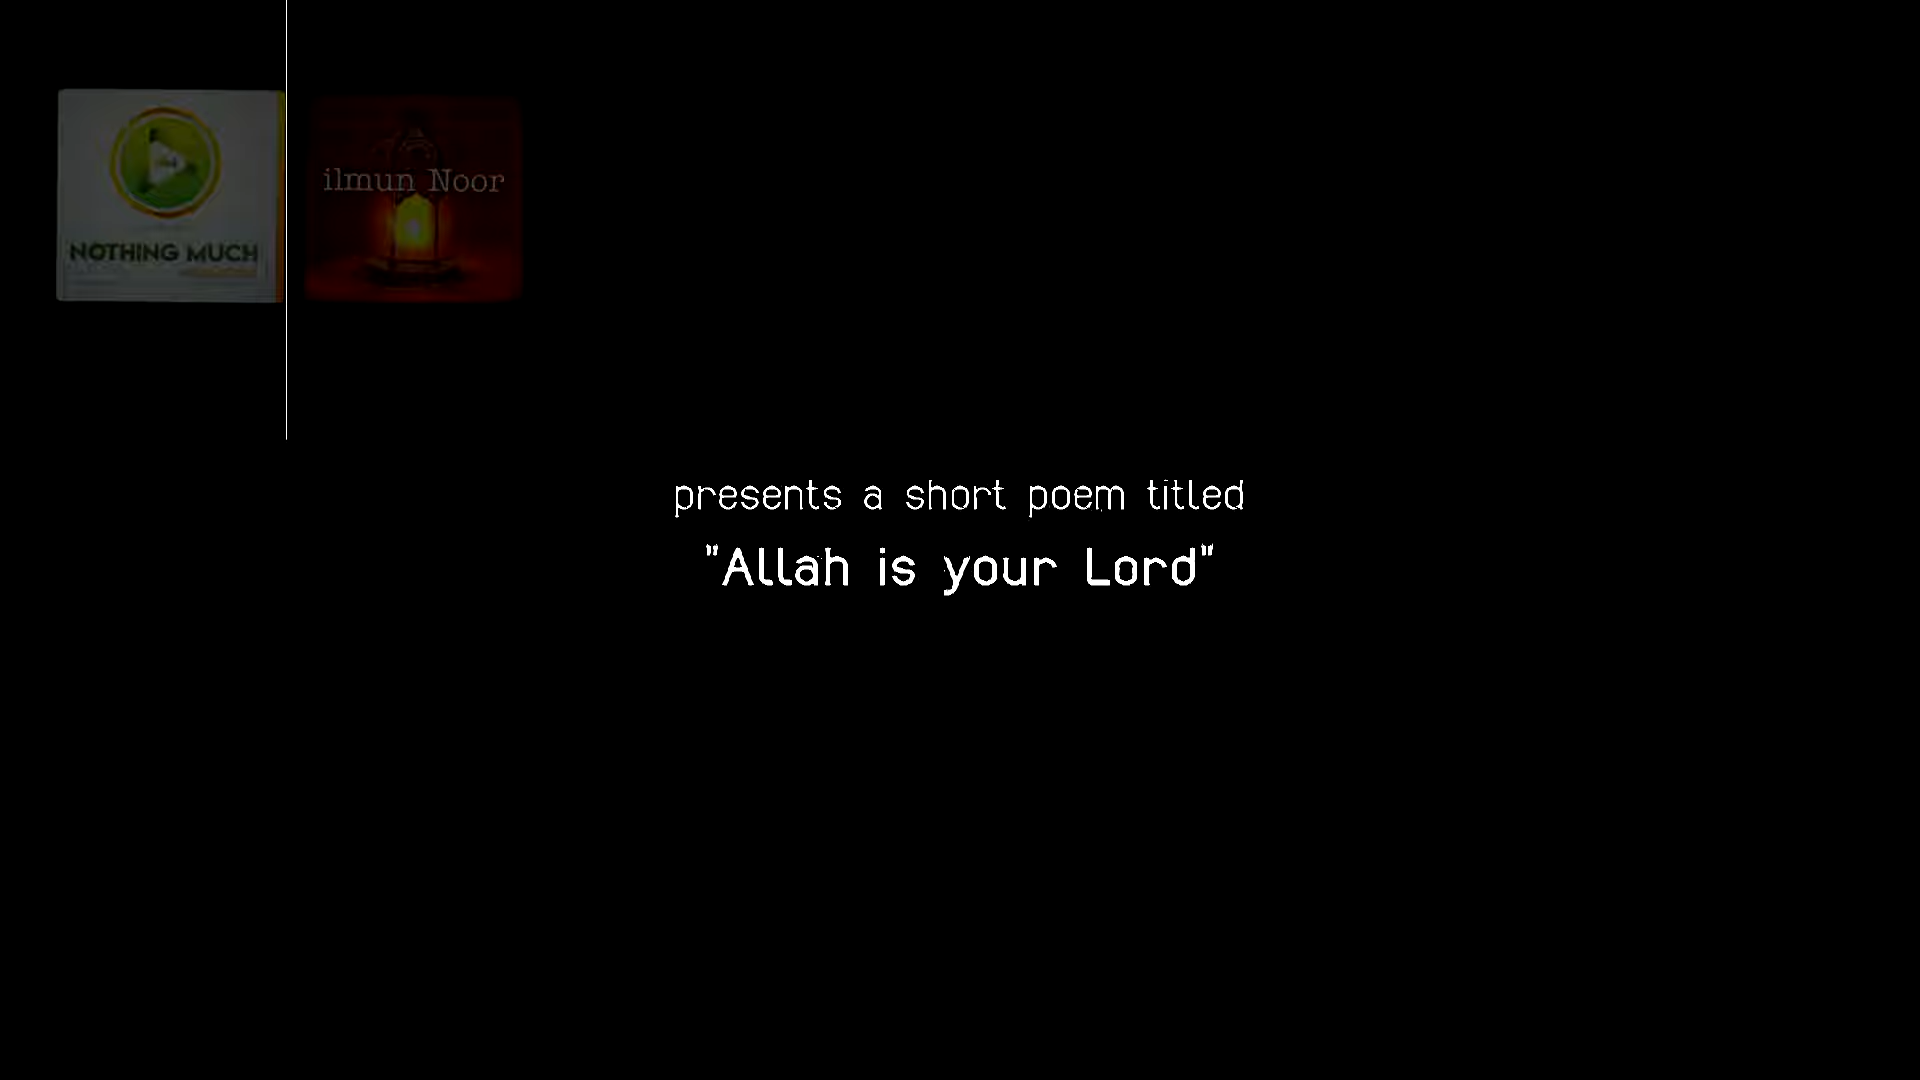 NOTHING MUCH
ilmun Noor
presents a short poem titled
"Allah is your Lord"